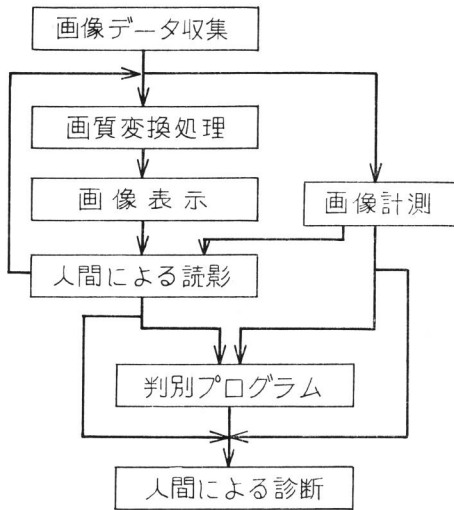 画像データ収集
画質変換処理
画像表示
画像計測
人間による読影
判別プログラム
人間による診断